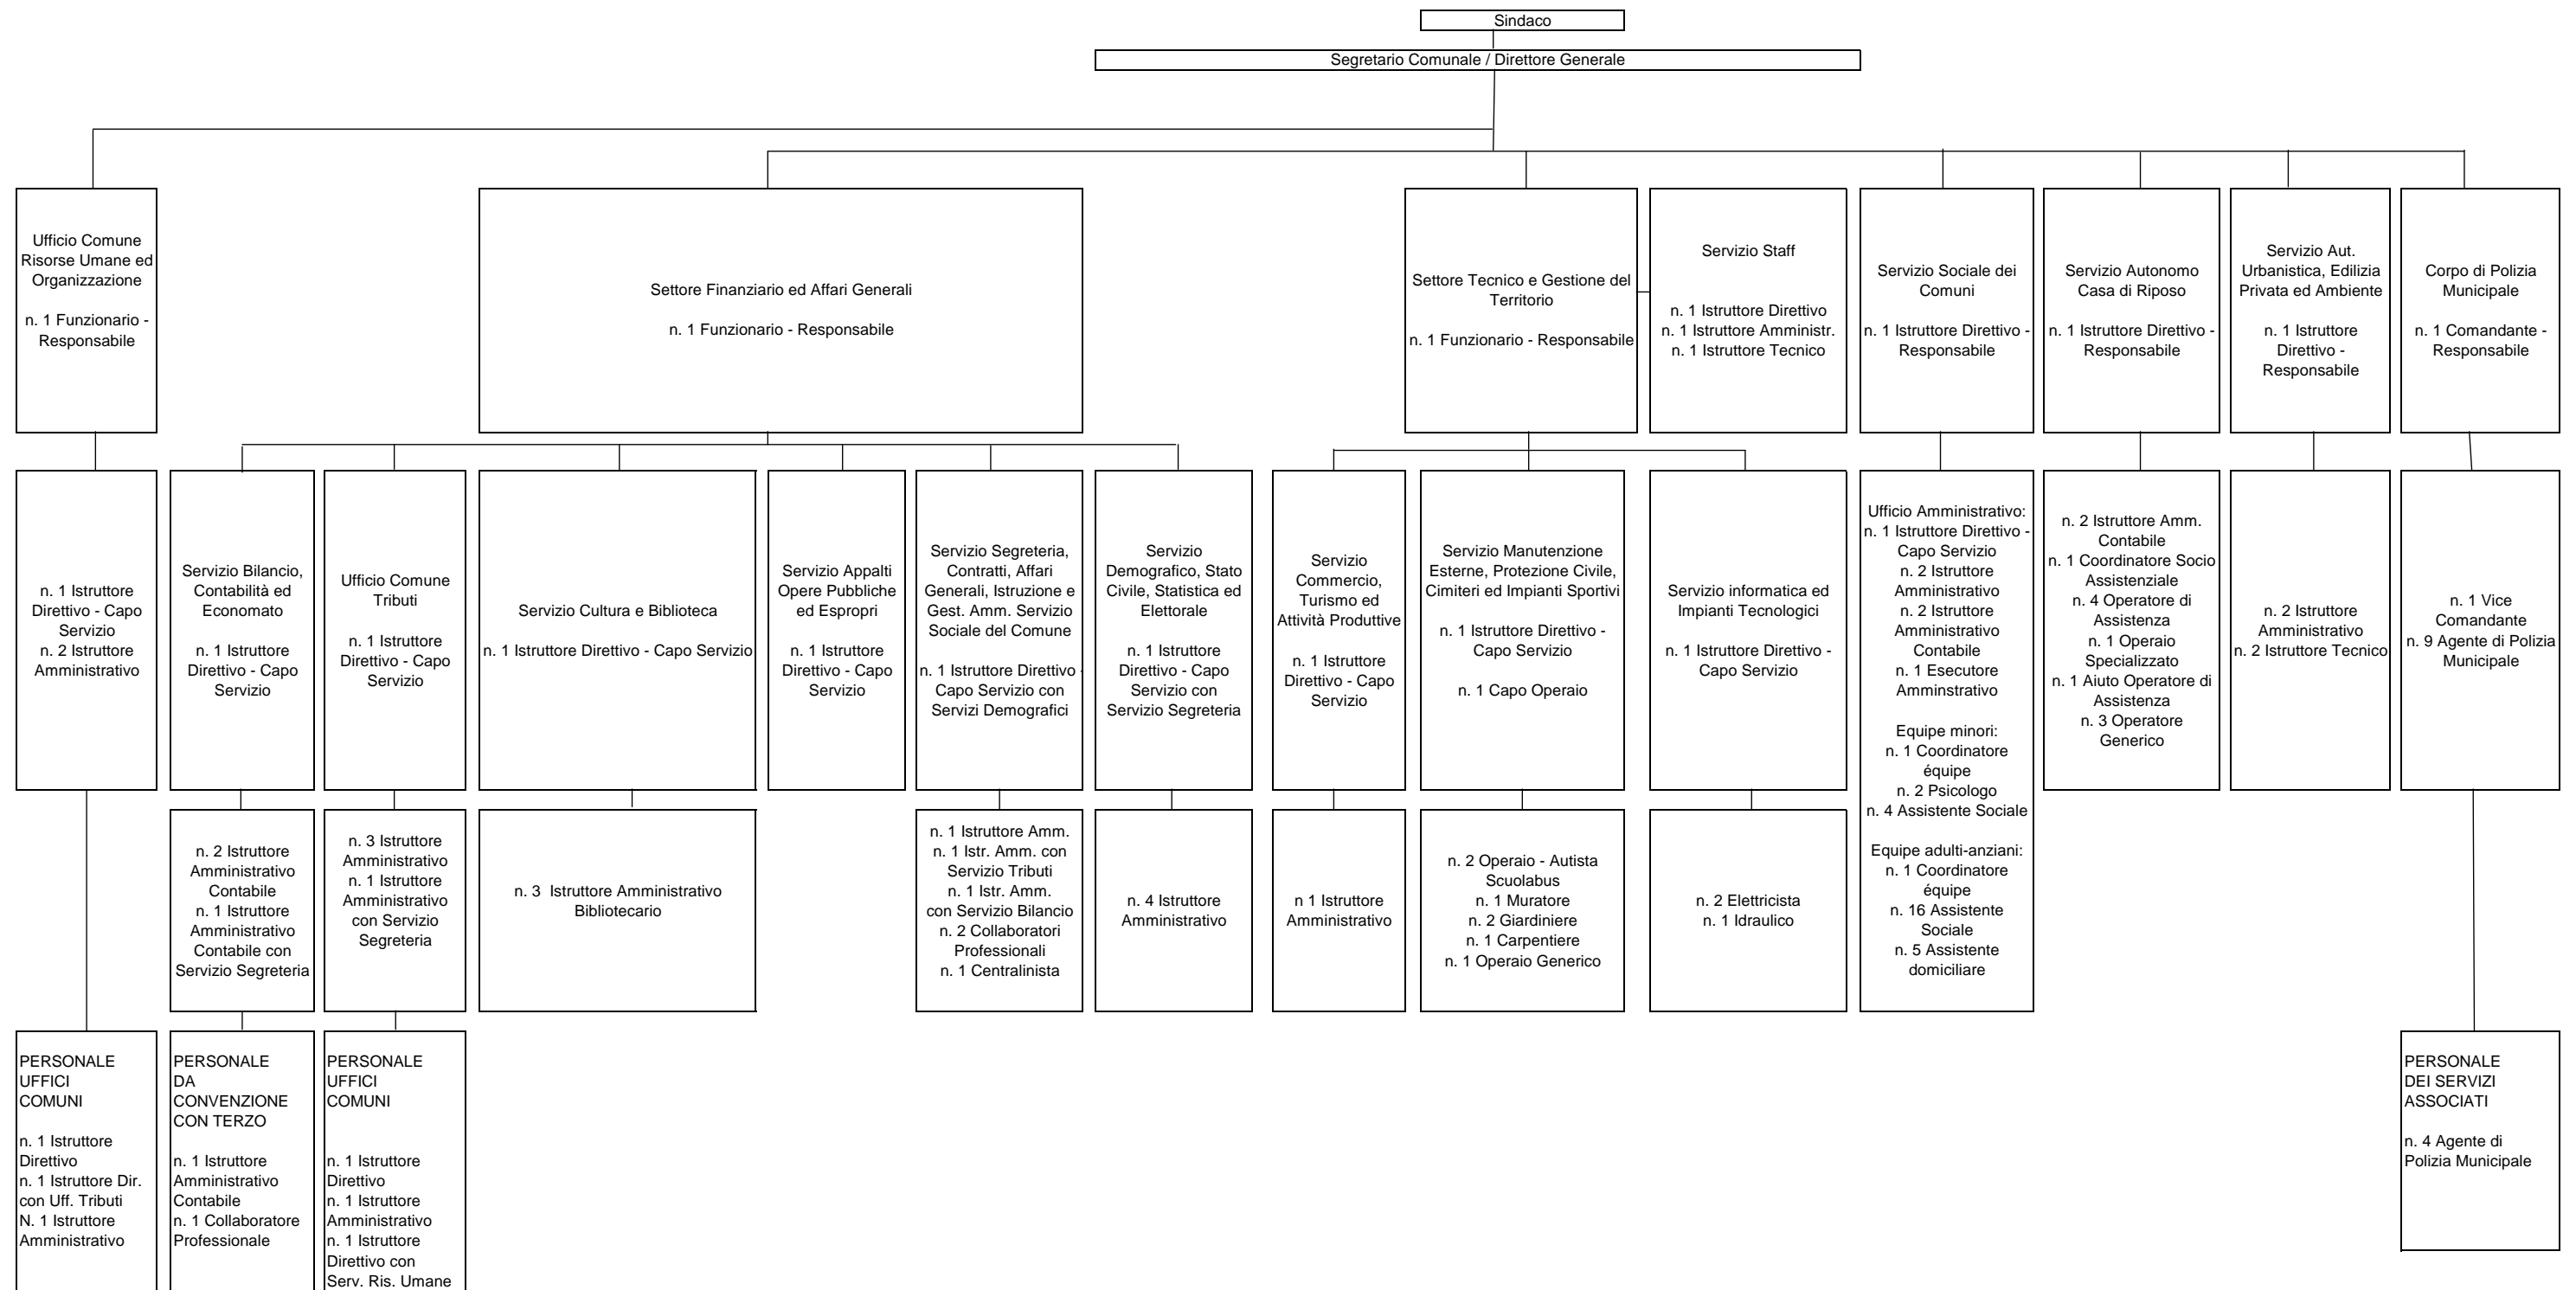 Sindaco
Segretario Comunale / Direttore Generale
Ufficio Comune
Risorse Umane ed
Organizzazione
n. 1 Funzionario -
Responsabile
Settore Finanziario ed Affari Generali
n. 1 Funzionario - Responsabile
Settore Tecnico e Gestione del
Territorio
n. 1 Funzionario - Responsabile
Servizio Staff
n. 1 Istruttore Direttivo
n. 1 Istruttore Amministr.
n. 1 Istruttore Tecnico
Servizio Sociale dei
Comuni
n. 1 Istruttore Direttivo -
Responsabile
Servizio Autonomo
Casa di Riposo
n. 1 Istruttore Direttivo -
Responsabile
Servizio Aut.
Urbanistica, Edilizia
Privata ed Ambiente
n. 1 Istruttore
Direttivo -
Responsabile
Corpo di Polizia
Municipale
n. 1 Comandante -
Responsabile
n. 1 Istruttore
Direttivo - Capo
Servizio
n. 2 Istruttore
Amministrativo
Servizio Bilancio,
Contabilità ed
Economato
n. 1 Istruttore
Direttivo - Capo
Servizio
Ufficio Comune
Tributi
n. 1 Istruttore
Direttivo - Capo
Servizio
Servizio Cultura e Biblioteca
n. 1 Istruttore Direttivo - Capo Servizio
Servizio Appalti
Opere Pubbliche
ed Espropri
n. 1 Istruttore
Direttivo - Capo
Servizio
Servizio Segreteria,
Contratti, Affari
Generali, Istruzione e
Gest. Amm. Servizio
Sociale del Comune
n. 1 Istruttore Direttivo -
Capo Servizio con
Servizi Demografici
Servizio
Demografico, Stato
Civile, Statistica ed
Elettorale
n. 1 Istruttore
Direttivo - Capo
Servizio con
Servizio Segreteria
Servizio
Commercio,
Turismo ed
Attività Produttive
n. 1 Istruttore
Direttivo - Capo
Servizio
Servizio Manutenzione
Esterne, Protezione Civile,
Cimiteri ed Impianti Sportivi
n. 1 Istruttore Direttivo -
Capo Servizio
n. 1 Capo Operaio
Servizio informatica ed
Impianti Tecnologici
n. 1 Istruttore Direttivo -
Capo Servizio
Ufficio Amministrativo:
n. 1 Istruttore Direttivo -
Capo Servizio
n. 2 Istruttore
Amministrativo
n. 2 Istruttore
Amministrativo
Contabile
n. 1 Esecutore
Amminstrativo
Equipe minori:
n. 1 Coordinatore
équipe
n. 2 Psicologo
n. 4 Assistente Sociale
Equipe adulti-anziani:
n. 1 Coordinatore
équipe
n. 16 Assistente
Sociale
n. 5 Assistente
domiciliare
n. 2 Istruttore Amm.
Contabile
n. 1 Coordinatore Socio
Assistenziale
n. 4 Operatore di
Assistenza
n. 1 Operaio
Specializzato
n. 1 Aiuto Operatore di
Assistenza
n. 3 Operatore
Generico
n. 2 Istruttore
Amministrativo
n. 2 Istruttore Tecnico
n. 1 Vice
Comandante
n. 9 Agente di Polizia
Municipale
n. 2 Istruttore
Amministrativo
Contabile
n. 1 Istruttore
Amministrativo
Contabile con
Servizio Segreteria
n. 3 Istruttore
Amministrativo
n. 1 Istruttore
Amministrativo
con Servizio
Segreteria
n. 3  Istruttore Amministrativo
Bibliotecario
n. 1 Istruttore Amm.
n. 1 Istr. Amm. con
Servizio Tributi
n. 1 Istr. Amm.
con Servizio Bilancio
n. 2 Collaboratori
Professionali
n. 1 Centralinista
n. 4 Istruttore
Amministrativo
n 1 Istruttore
Amministrativo
n. 2 Operaio - Autista
Scuolabus
n. 1 Muratore
n. 2 Giardiniere
n. 1 Carpentiere
n. 1 Operaio Generico
n. 2 Elettricista
n. 1 Idraulico
PERSONALE
UFFICI
COMUNI
n. 1 Istruttore
Direttivo
n. 1 Istruttore Dir.
con Uff. Tributi
N. 1 Istruttore
Amministrativo
PERSONALE
DA
CONVENZIONE
CON TERZO
n. 1 Istruttore
Amministrativo
Contabile
n. 1 Collaboratore
Professionale
PERSONALE
UFFICI
COMUNI
n. 1 Istruttore
Direttivo
n. 1 Istruttore
Amministrativo
n. 1 Istruttore
Direttivo con
Serv. Ris. Umane
PERSONALE
DEI SERVIZI
ASSOCIATI
n. 4 Agente di
Polizia Municipale